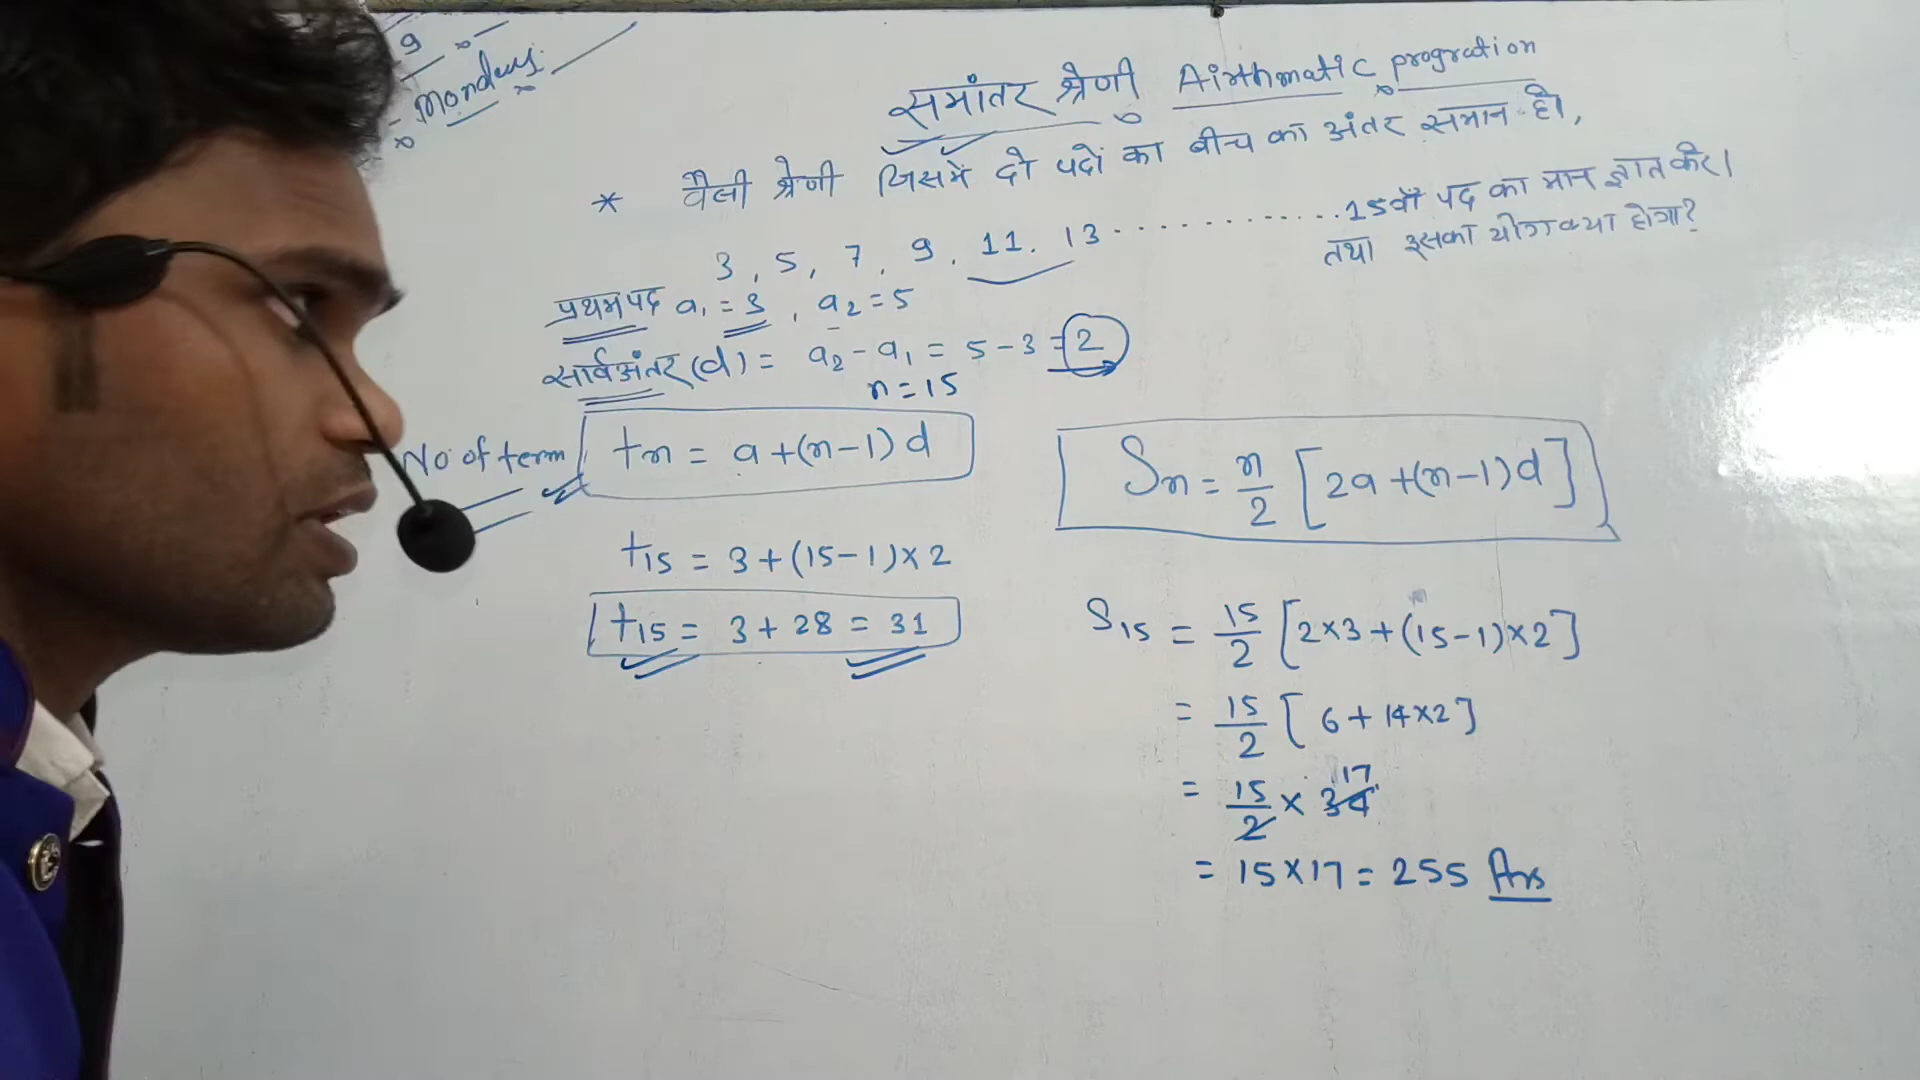 9
Monday
समांतर श्रेणी Airthmatic progration
* वैसी श्रेणी जिसमें दो पदों का बीच का अंतर समान हो,
3, 5, 7, 9, 11, 13 .............. 15वाँ पद का मान ज्ञात करें।
तथा इसका योग क्या होगा?
प्रथम पद a₁ = 3, a₂ = 5
सार्वअंतर (d) = a₂ - a₁ = 5 - 3 = 2
n = 15
No of term
tn = a + (n-1) d
t15 = 3 + (15-1) × 2
t15 = 3 + 28 = 31
Sn = n/2 [2a + (n-1) d]
S15 = 15/2 [2×3 + (15-1) × 2]
= 15/2 [6 + 14×2]
= 15/2 × 34 17
= 15×17 = 255 Ans